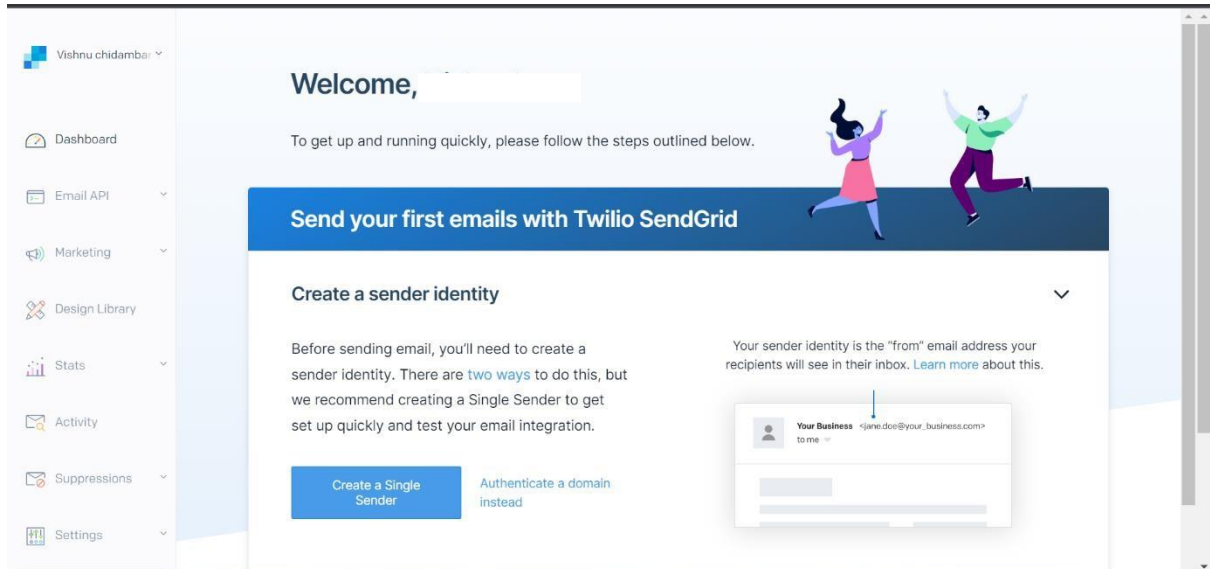 Vishnu chidambar
Dashboard
Email API
Marketing
Design Library
Stats
Activity
Suppressions
Settings
Welcome,
To get up and running quickly, please follow the steps outlined below.
Send your first emails with Twilio SendGrid
Create a sender identity
Before sending email, you'll need to create a
sender identity. There are two ways to do this, but
we recommend creating a Single Sender to get
set up quickly and test your email integration.
Create a Single
Sender
Authenticate a domain
instead
Your sender identity is the "from" email address your
recipients will see in their inbox. Learn more about this.
Your Business <jane.doe@your_business.com>
to me